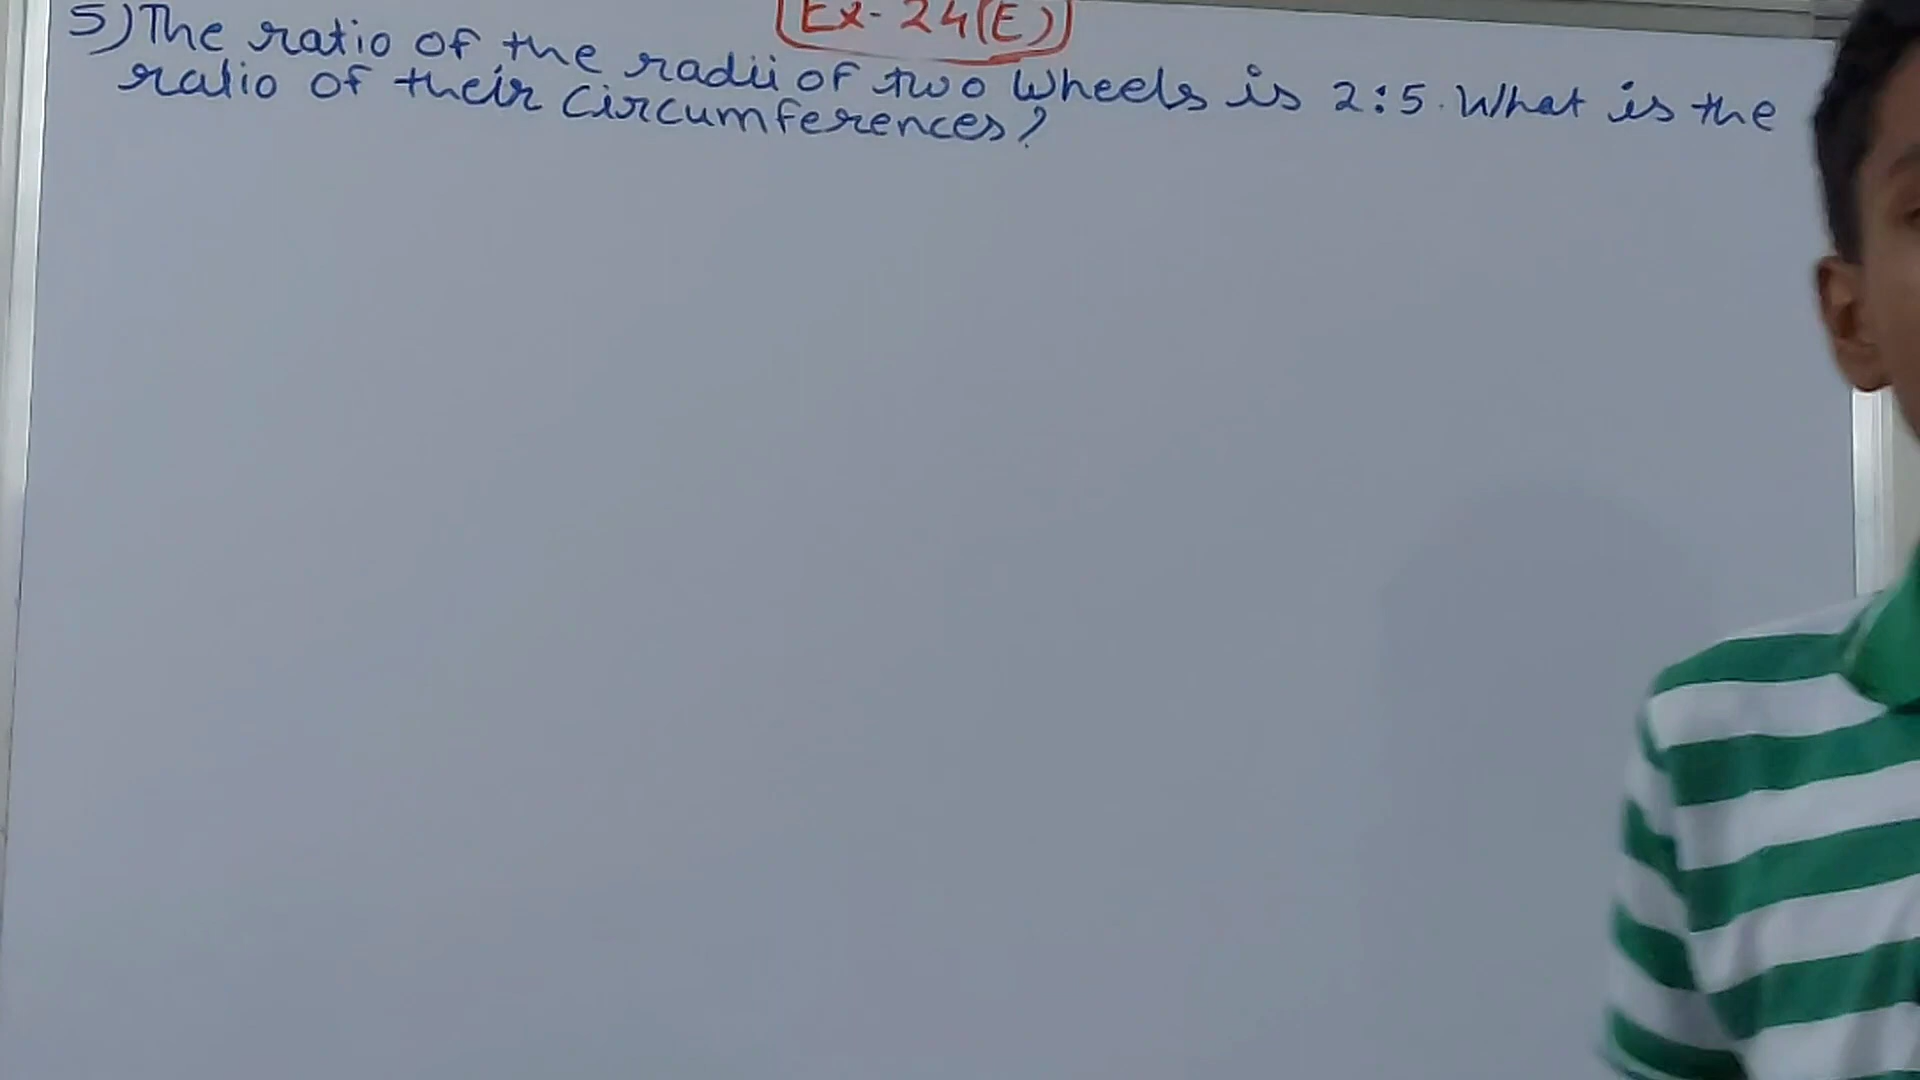 Ex- 24(E)
5) The ratio of the radii of two wheels is 2:5. What is the
ratio of their circumferences?